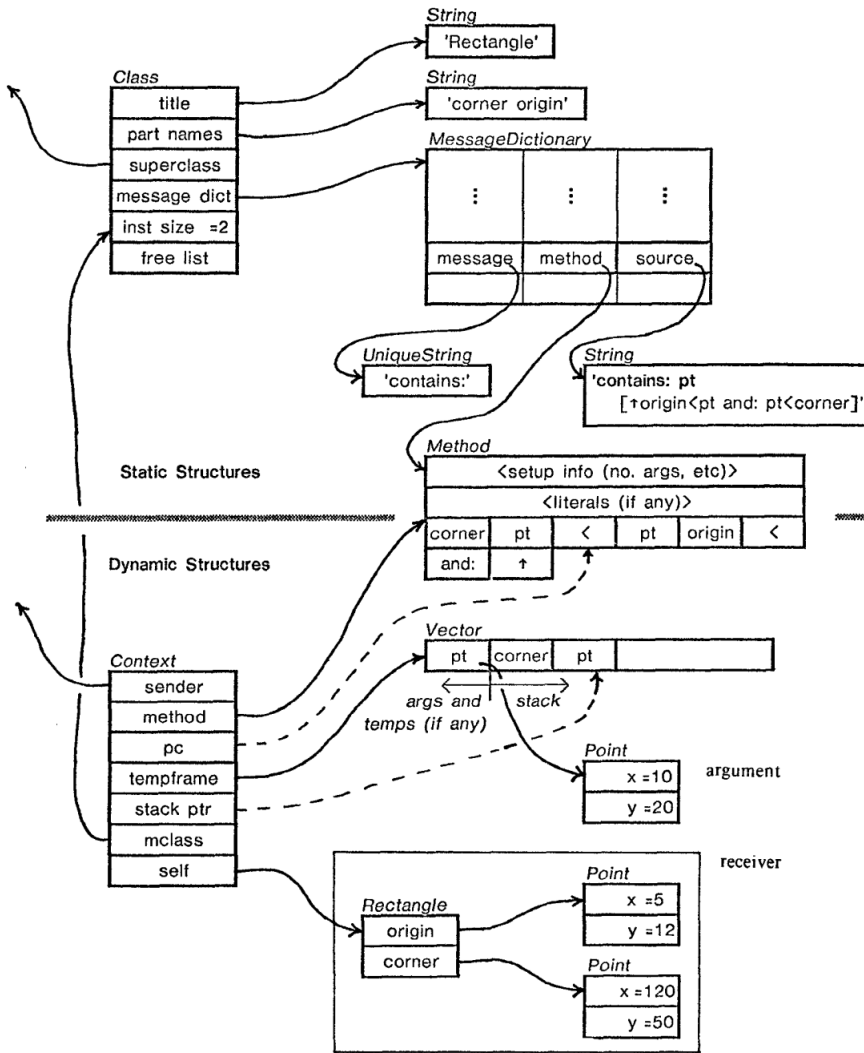 String
'Rectangle'
Class
title
String
part names
'corner origin'
superclass
MessageDictionary
message dict
inst size =2
free list
message method source
UniqueString
'contains:'
String
'contains: pt
[↑origin<pt and: pt<corner]'
Method
<setup info (no. args, etc)>
<literals (if any)>
corner pt < pt origin <
and: ↑
Static Structures
Dynamic Structures
Vector
pt corner pt
args and stack
temps (if any)
Context
sender
method
pc
tempframe
stack ptr
mclass
self
Point
x =10
y =20
argument
receiver
Rectangle
origin
corner
Point
x =5
y =12
Point
x =120
y =50